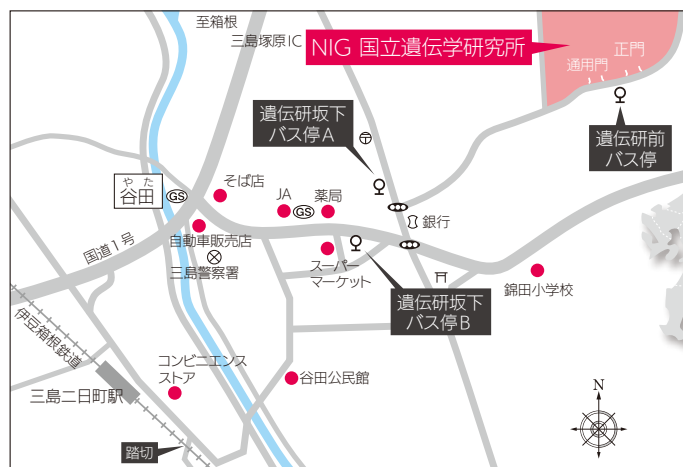 至箱根
三島塚原IC
NIG 国立遺伝学研究所
正門
通用門
遺伝研坂下
バス停A
遺伝研前
バス停
やた
谷田
GS
そば店
JA
GS
薬局
銀行
自動車販売店
国道1号
三島警察署
スーパー
マーケット
遺伝研坂下
バス停B
錦田小学校
伊豆箱根鉄道
コンビニエンス
ストア
谷田公民館
三島二日町駅
踏切
N